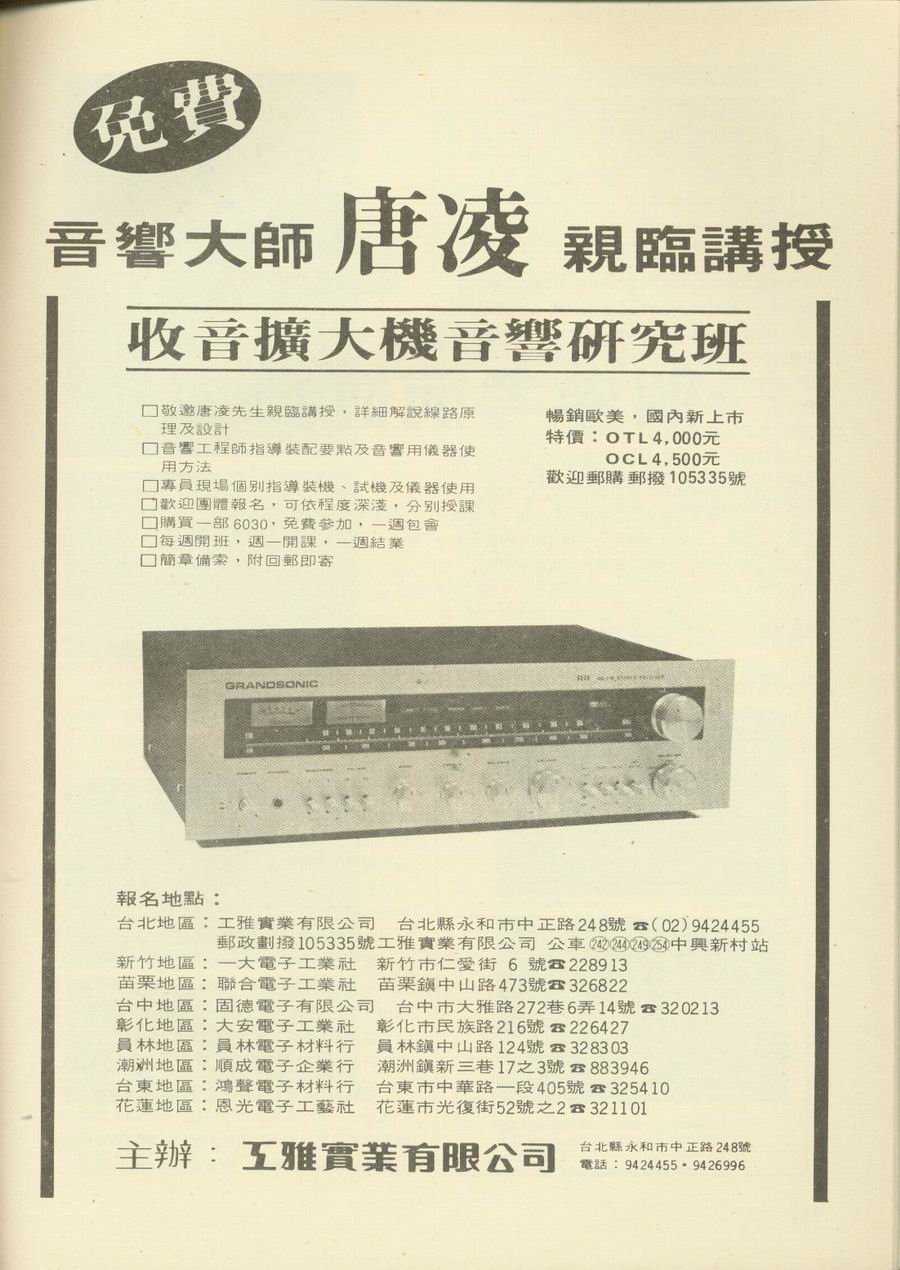 免費
音響大師 唐凌 親臨講授
收音擴大機音響研究班
□敬邀唐凌先生親臨講授，詳細解說線路原
理及設計
□音響工程師指導裝配要點及音響用儀器使
用方法
□專員現場個別指導裝機、試機及儀器使用
□歡迎團體報名，可依程度深淺，分別授課
□購買一部6030，免費參加，一週包會
□每週開班，週一開課，一週結業
□簡章備索，附回郵即寄
暢銷歐美，國內新上市
特價：OTL4,000元
OCL4,500元
歡迎郵購郵撥105335號
GRANDSONIC
報名地點：
台北地區：工雅實業有限公司 台北縣永和市中正路248號☎(02)9424455
郵政劃撥105335號工雅實業有限公司 公車242 244 249 254中興新村站
新竹地區：一大電子工業社 新竹市仁愛街 6 號☎228913
苗栗地區：聯合電子工業社 苗栗鎮中山路473號☎326822
台中地區：固德電子有限公司 台中市大雅路272巷6弄14號☎320213
彰化地區：大安電子工業社 彰化市民族路216號☎226427
員林地區：員林電子材料行 員林鎮中山路124號☎328303
潮洲地區：順成電子企業行 潮洲鎮新三巷17之3號☎883946
台東地區：鴻聲電子材料行 台東市中華路一段405號☎325410
花蓮地區：恩光電子工藝社 花蓮市光復街52號之2☎321101
主辦：工雅實業有限公司
台北縣永和市中正路248號
電話：9424455・9426996